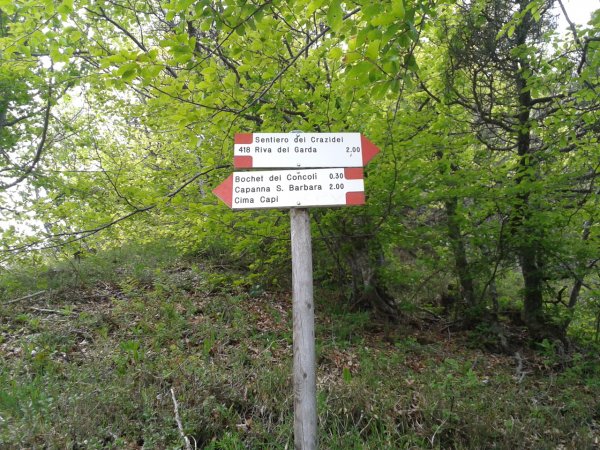 Sentiero dei Crazidei
418 Riva del Garda 2.00
Bochet dei Concoli 0.30
Capanna S. Barbara 2.00
Cima Capi